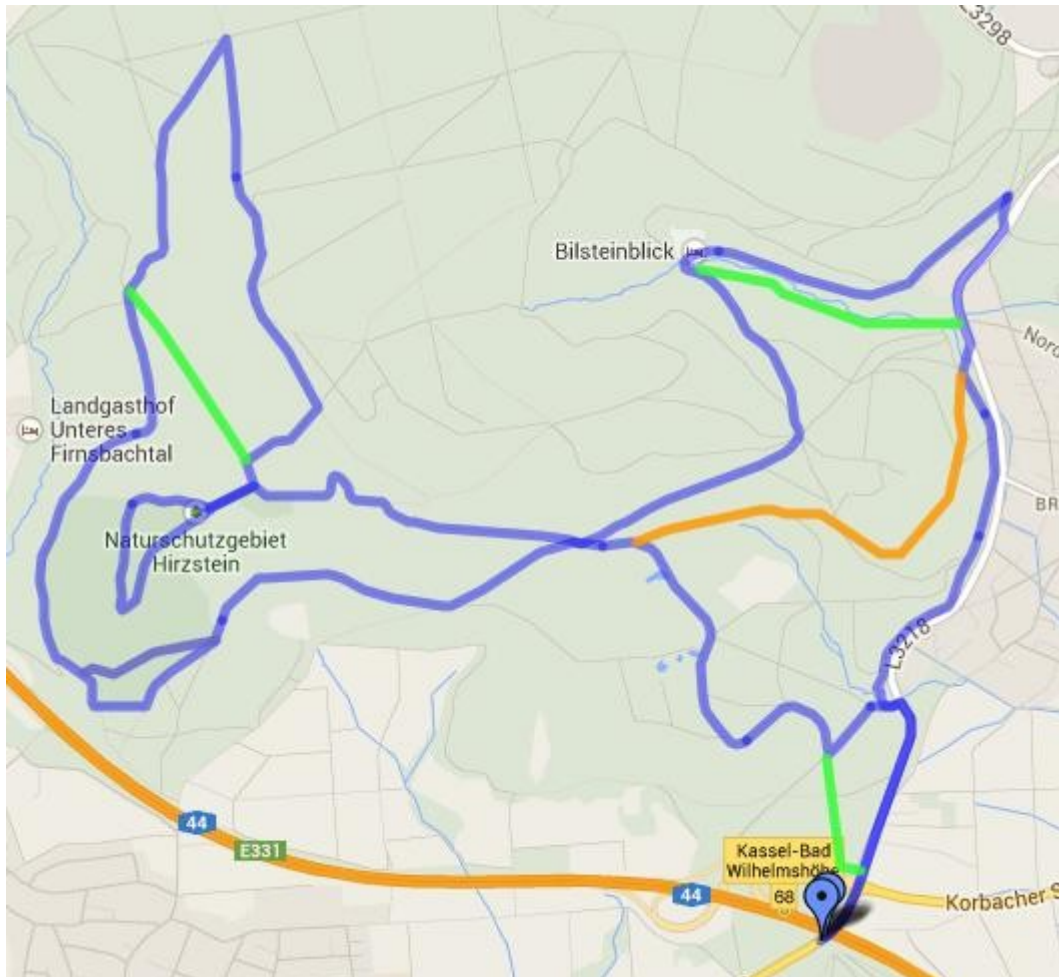 L3298
Bilsteinblick
Nord
Landgasthof
Unteres
Firnsbachtal
BR
Naturschutzgebiet
Hirzstein
L3218
44
E331
Kassel-Bad
Wilhelmshöhe
44
68
Korbacher S